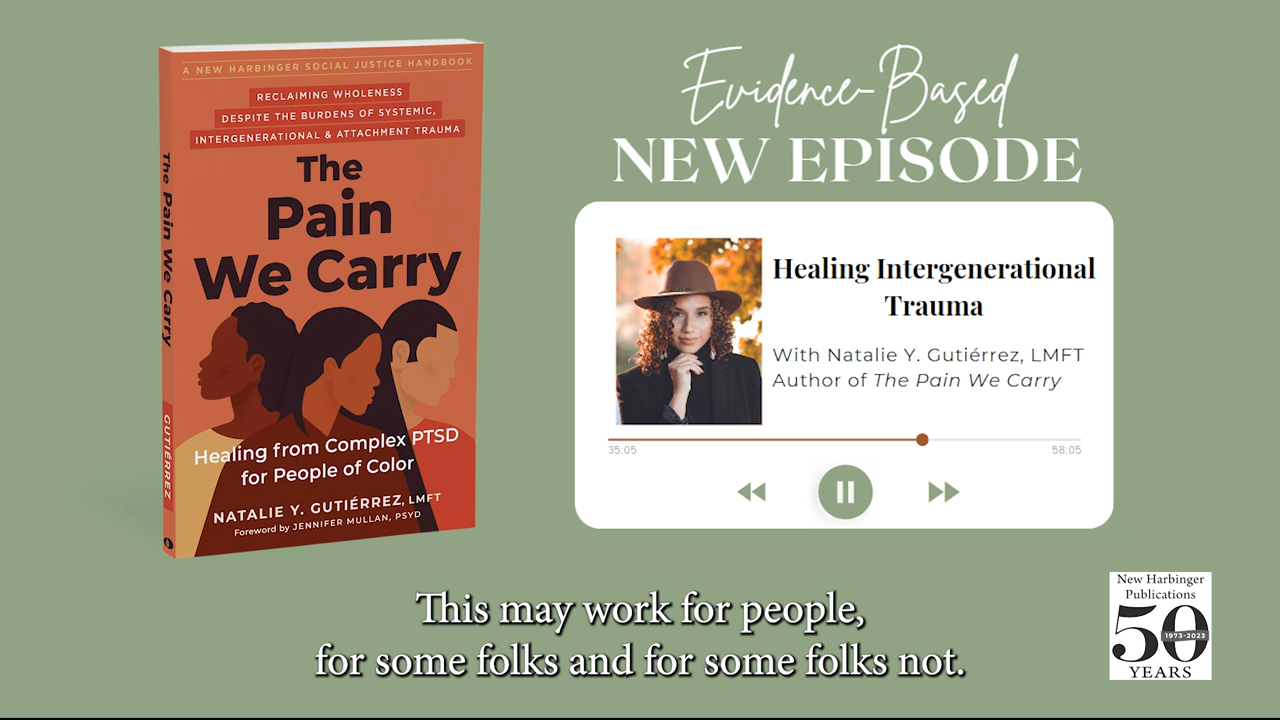 A NEW HARBINGER SOCIAL JUSTICE HANDBOOK
RECLAIMING WHOLENESS
DESPITE THE BURDENS OF SYSTEMIC,
INTERGENERATIONAL & ATTACHMENT TRAUMA
The
Pain
We Carry
Healing from Complex PTSD
for People of Color
NATALIE Y. GUTIÉRREZ, LMFT
Foreword by JENNIFER MULLAN, PSYD
The Pain We Carry
GUTIÉRREZ
Evidence-Based
NEW EPISODE
Healing Intergenerational
Trauma
With Natalie Y. Gutiérrez, LMFT
Author of The Pain We Carry
35:05
58:05
This may work for people,
for some folks and for some folks not.
New Harbinger
Publications
50
1973-2023
YEARS